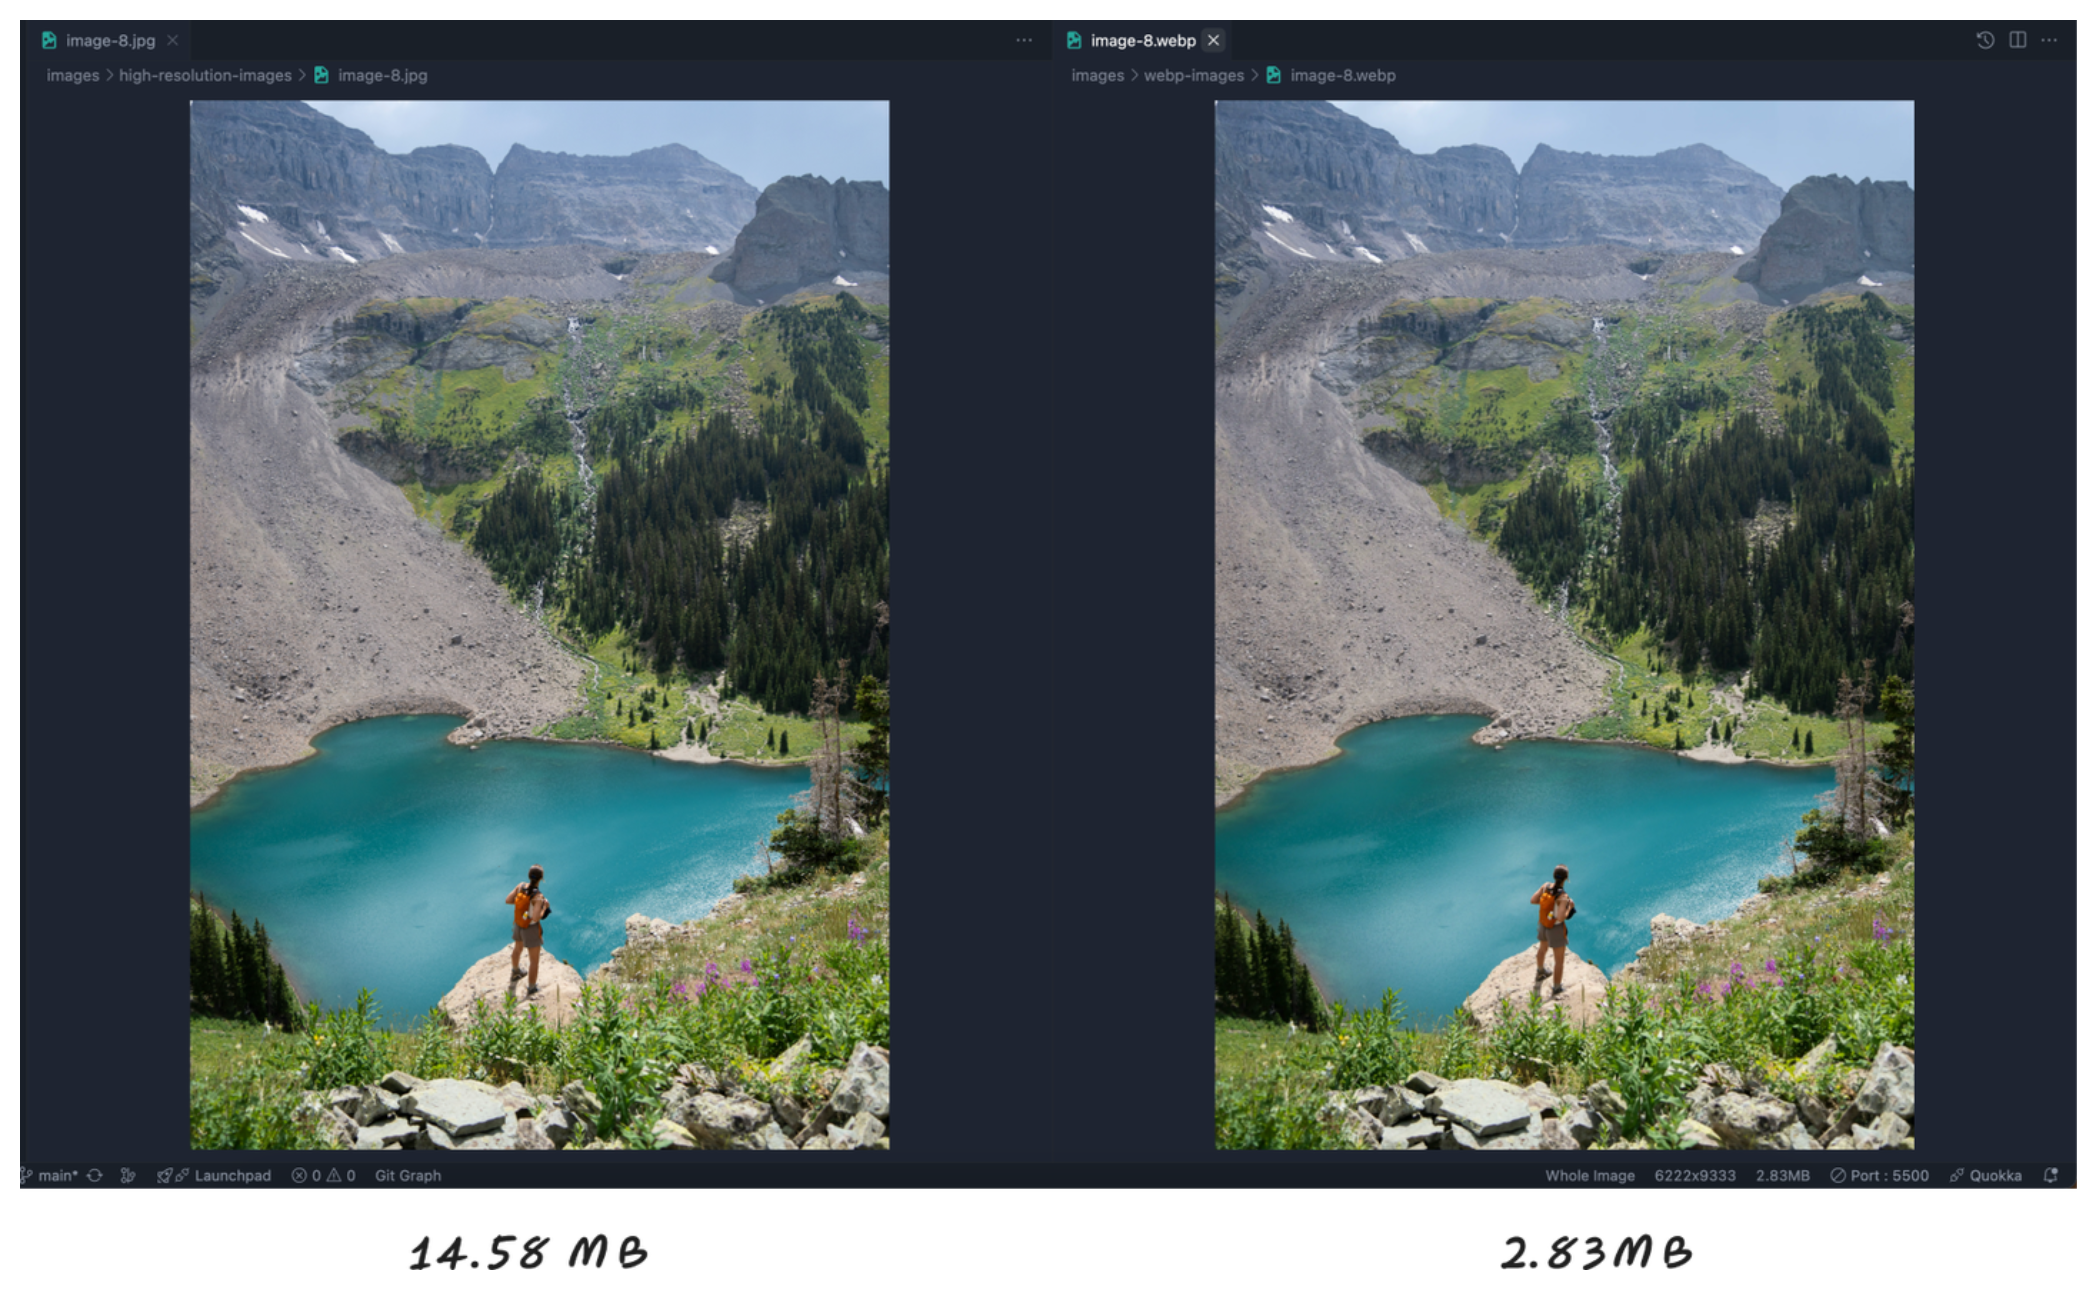 image-8.jpg
images > high-resolution-images > image-8.jpg
image-8.webp
images > webp-images > image-8.webp
main* Launchpad 0 0 Git Graph
Whole Image 6222x9333 2.83MB Port : 5500 Quokka
14.58 MB
2.83MB